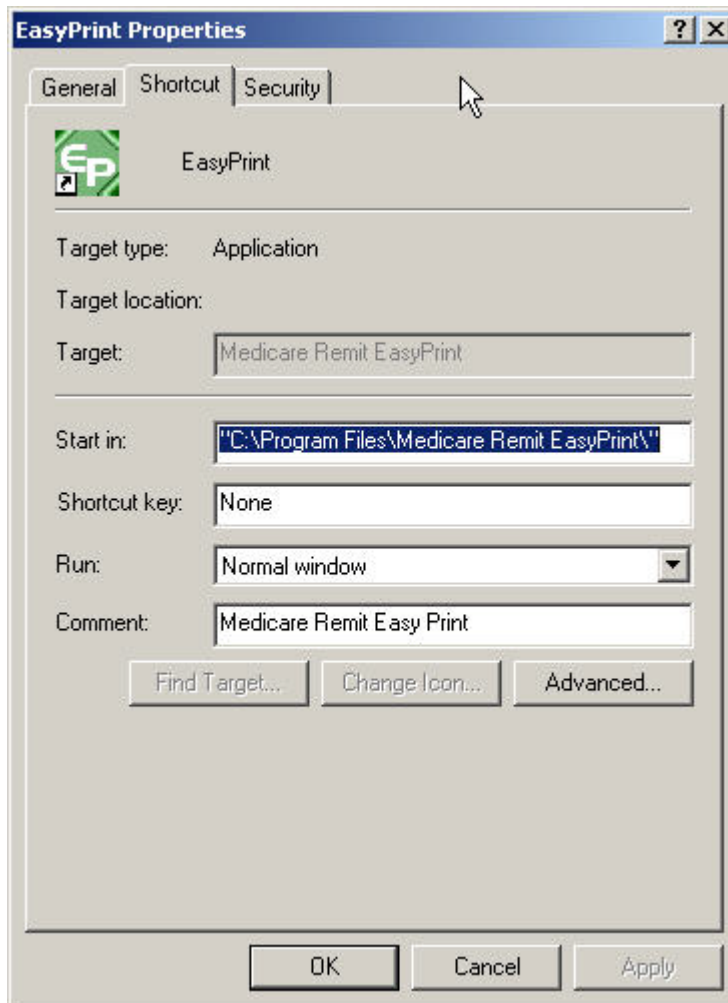 EasyPrint Properties
General Shortcut Security
EP EasyPrint
Target type: Application
Target location:
Target: Medicare Remit EasyPrint
Start in: "C:\Program Files\Medicare Remit EasyPrint\"
Shortcut key: None
Run: Normal window
Comment: Medicare Remit Easy Print
Find Target... Change Icon... Advanced...
OK Cancel Apply